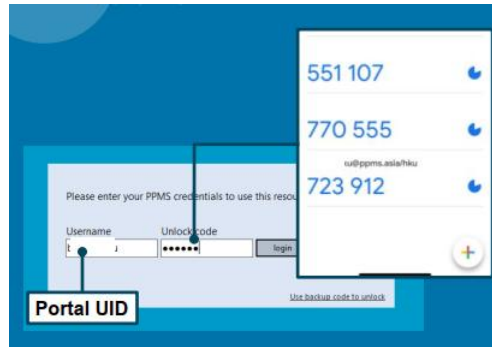 551 107
770 555
u@ppms.asia/hku
723 912
Please enter your PPMS credentials to use this resou
Username
Unlock code
login
Use backup code to unlock
Portal UID